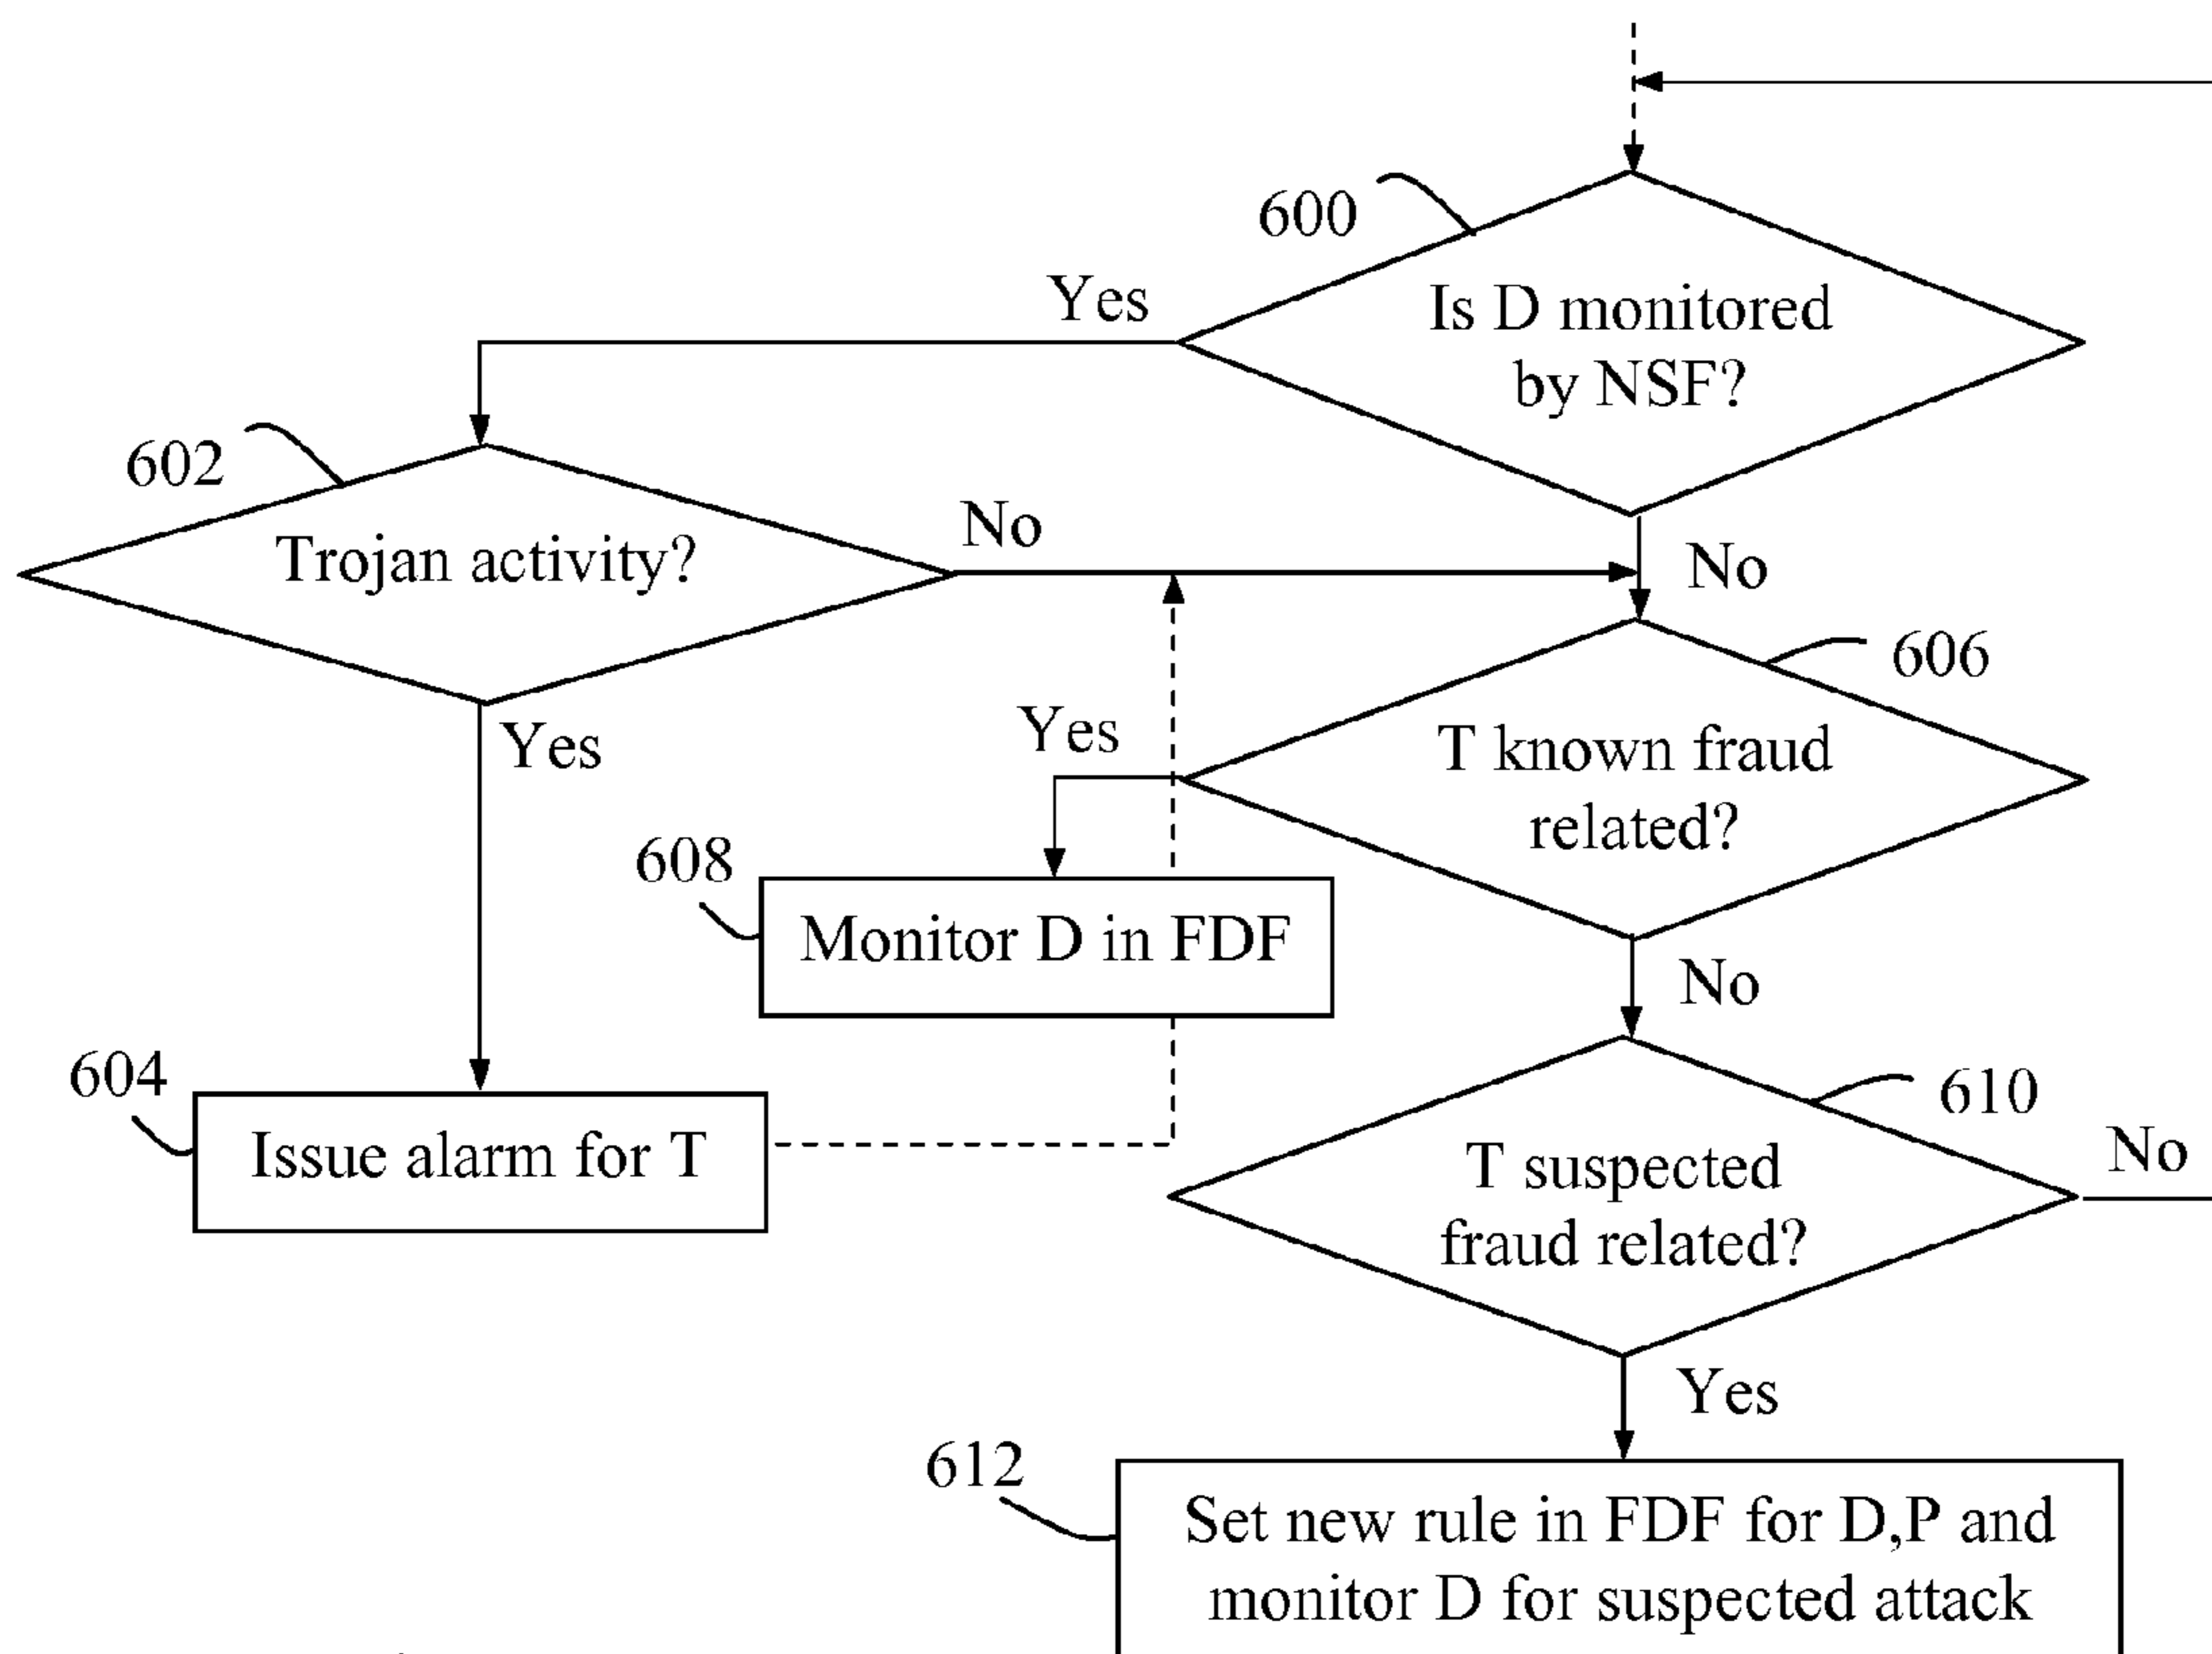 600
Yes
Is D monitored
by NSF?
602
Trojan activity?
No
No
606
Yes
Yes
T known fraud
related?
608
Monitor D in FDF
No
604
Issue alarm for T
610
No
T suspected
fraud related?
Yes
612
Set new rule in FDF for D,P and
monitor D for suspected attack